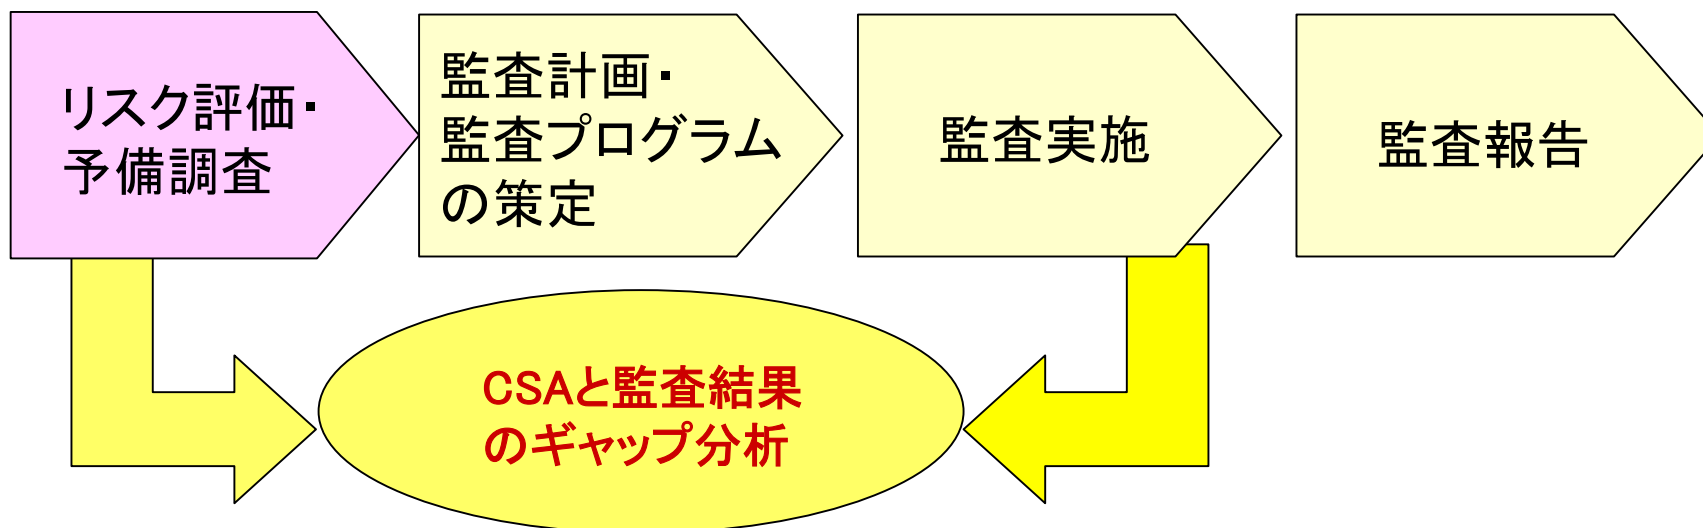 リスク評価・
予備調査
監査計画・
監査プログラム
の策定
監査実施
監査報告
CSAと監査結果
のギャップ分析